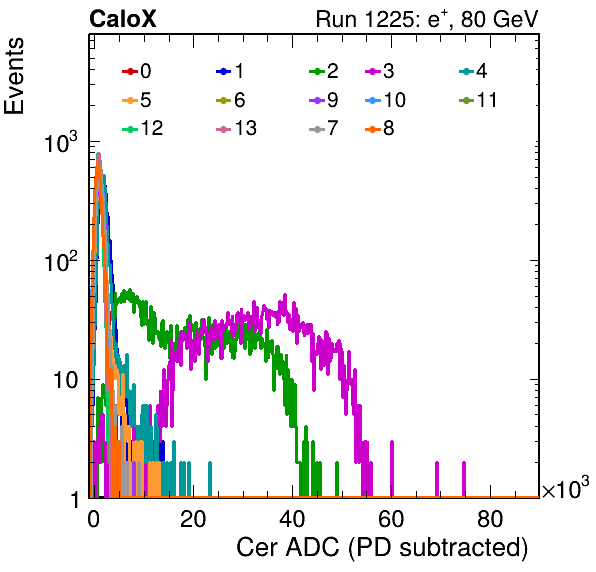 CaloX Run 1225: e⁺, 80 GeV
Events
0 1 2 3 4
5 6 9 10 11
12 13 7 8
10³
10²
10
1
0 20 40 60 80 ×10³
Cer ADC (PD subtracted)